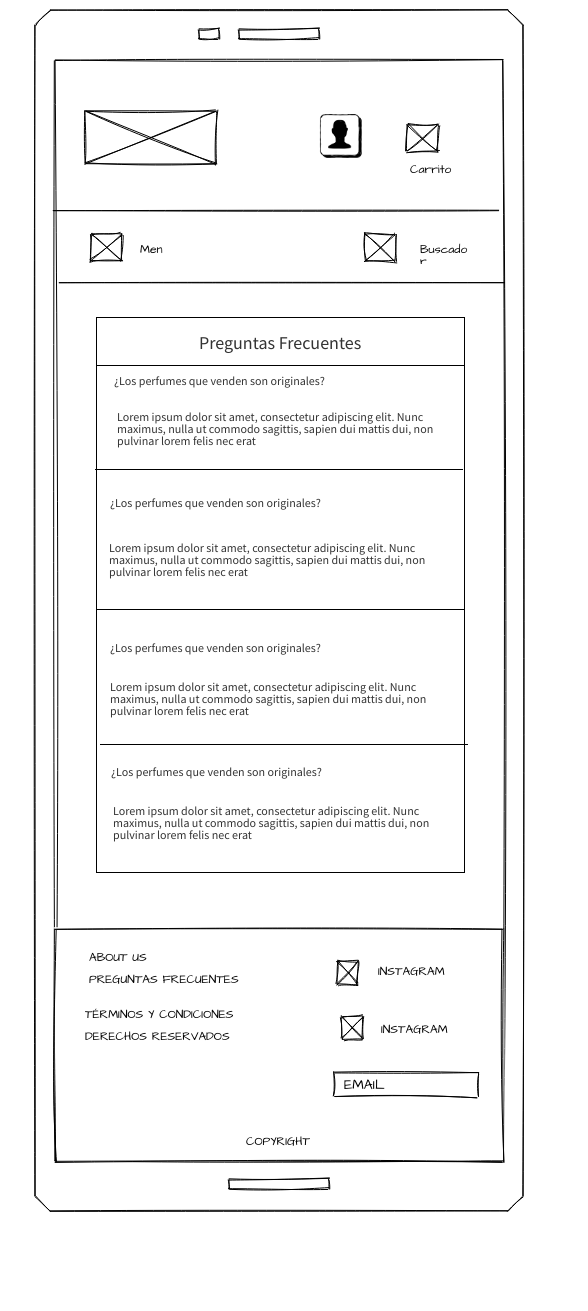 Carrito
Men
Buscado
r
Preguntas Frecuentes
¿Los perfumes que venden son originales?
Lorem ipsum dolor sit amet, consectetur adipiscing elit. Nunc
maximus, nulla ut commodo sagittis, sapien dui mattis dui, non
pulvinar lorem felis nec erat
¿Los perfumes que venden son originales?
Lorem ipsum dolor sit amet, consectetur adipiscing elit. Nunc
maximus, nulla ut commodo sagittis, sapien dui mattis dui, non
pulvinar lorem felis nec erat
¿Los perfumes que venden son originales?
Lorem ipsum dolor sit amet, consectetur adipiscing elit. Nunc
maximus, nulla ut commodo sagittis, sapien dui mattis dui, non
pulvinar lorem felis nec erat
¿Los perfumes que venden son originales?
Lorem ipsum dolor sit amet, consectetur adipiscing elit. Nunc
maximus, nulla ut commodo sagittis, sapien dui mattis dui, non
pulvinar lorem felis nec erat
ABOUT US
PREGUNTAS FRECUENTES
TÉRMINOS Y CONDICIONES
DERECHOS RESERVADOS
INSTAGRAM
INSTAGRAM
EMAIL
COPYRIGHT